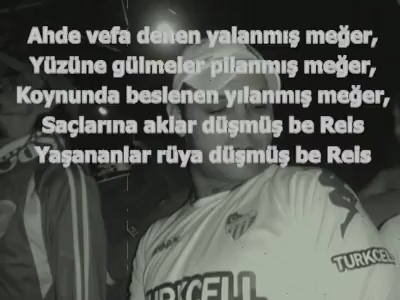 Ahde vefa denen yalanmış meğer,
Yüzüne gülmeler pilanmış meğer,
Koynunda beslenen yılanmış meğer,
Saçlarına aklar düşmüş be Reis
Yaşananlar rüya düşmüş be Reis
TURKCELL
TURKCELL